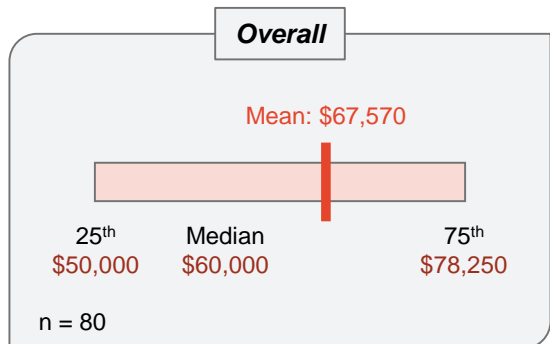 Overall
Mean: $67,570
25th Median 75th
$50,000 $60,000 $78,250
n = 80